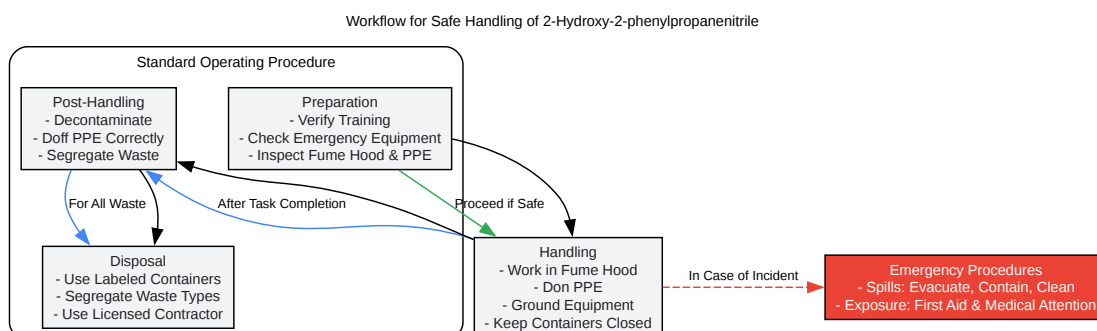 Workflow for Safe Handling of 2-Hydroxy-2-phenylpropanenitrile
Standard Operating Procedure
Post-Handling
- Decontaminate
- Doff PPE Correctly
- Segregate Waste
Preparation
- Verify Training
- Check Emergency Equipment
- Inspect Fume Hood & PPE
For All Waste
After Task Completion
Proceed if Safe
Disposal
- Use Labeled Containers
- Segregate Waste Types
- Use Licensed Contractor
Handling
- Work in Fume Hood
- Don PPE
- Ground Equipment
- Keep Containers Closed
In Case of Incident
Emergency Procedures
- Spills: Evacuate, Contain, Clean
- Exposure: First Aid & Medical Attention